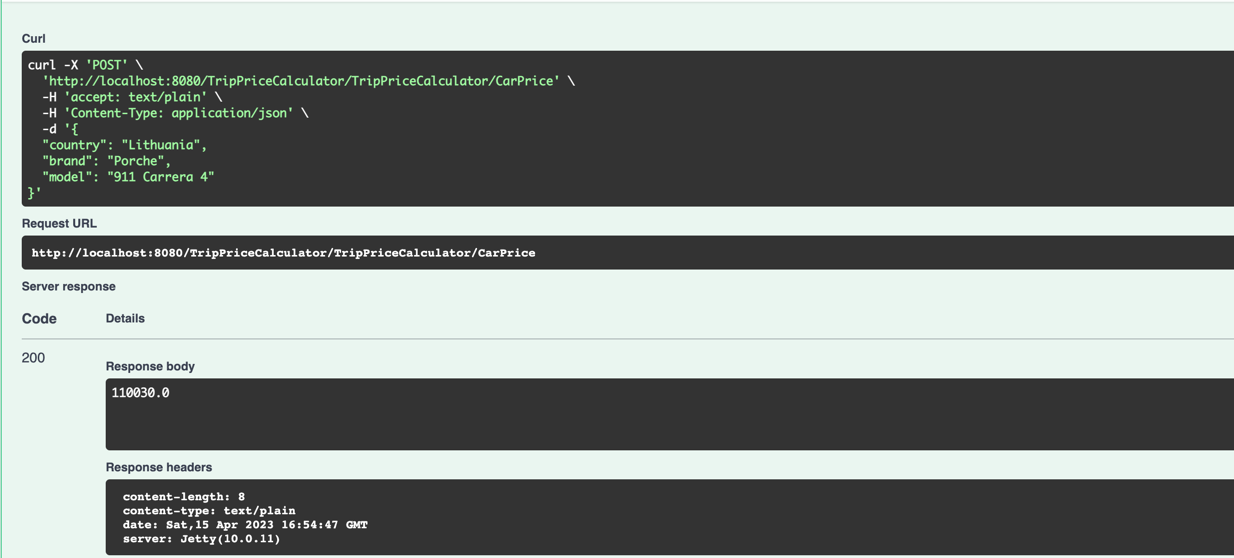 Curl
curl -X 'POST' \
'http://localhost:8080/TripPriceCalculator/TripPriceCalculator/CarPrice' \
-H 'accept: text/plain' \
-H 'Content-Type: application/json' \
-d '{
"country": "Lithuania",
"brand": "Porche",
"model": "911 Carrera 4"
}'
Request URL
http://localhost:8080/TripPriceCalculator/TripPriceCalculator/CarPrice
Server response
Code Details
200
Response body
110030.0
Response headers
content-length: 8
content-type: text/plain
date: Sat,15 Apr 2023 16:54:47 GMT
server: Jetty(10.0.11)